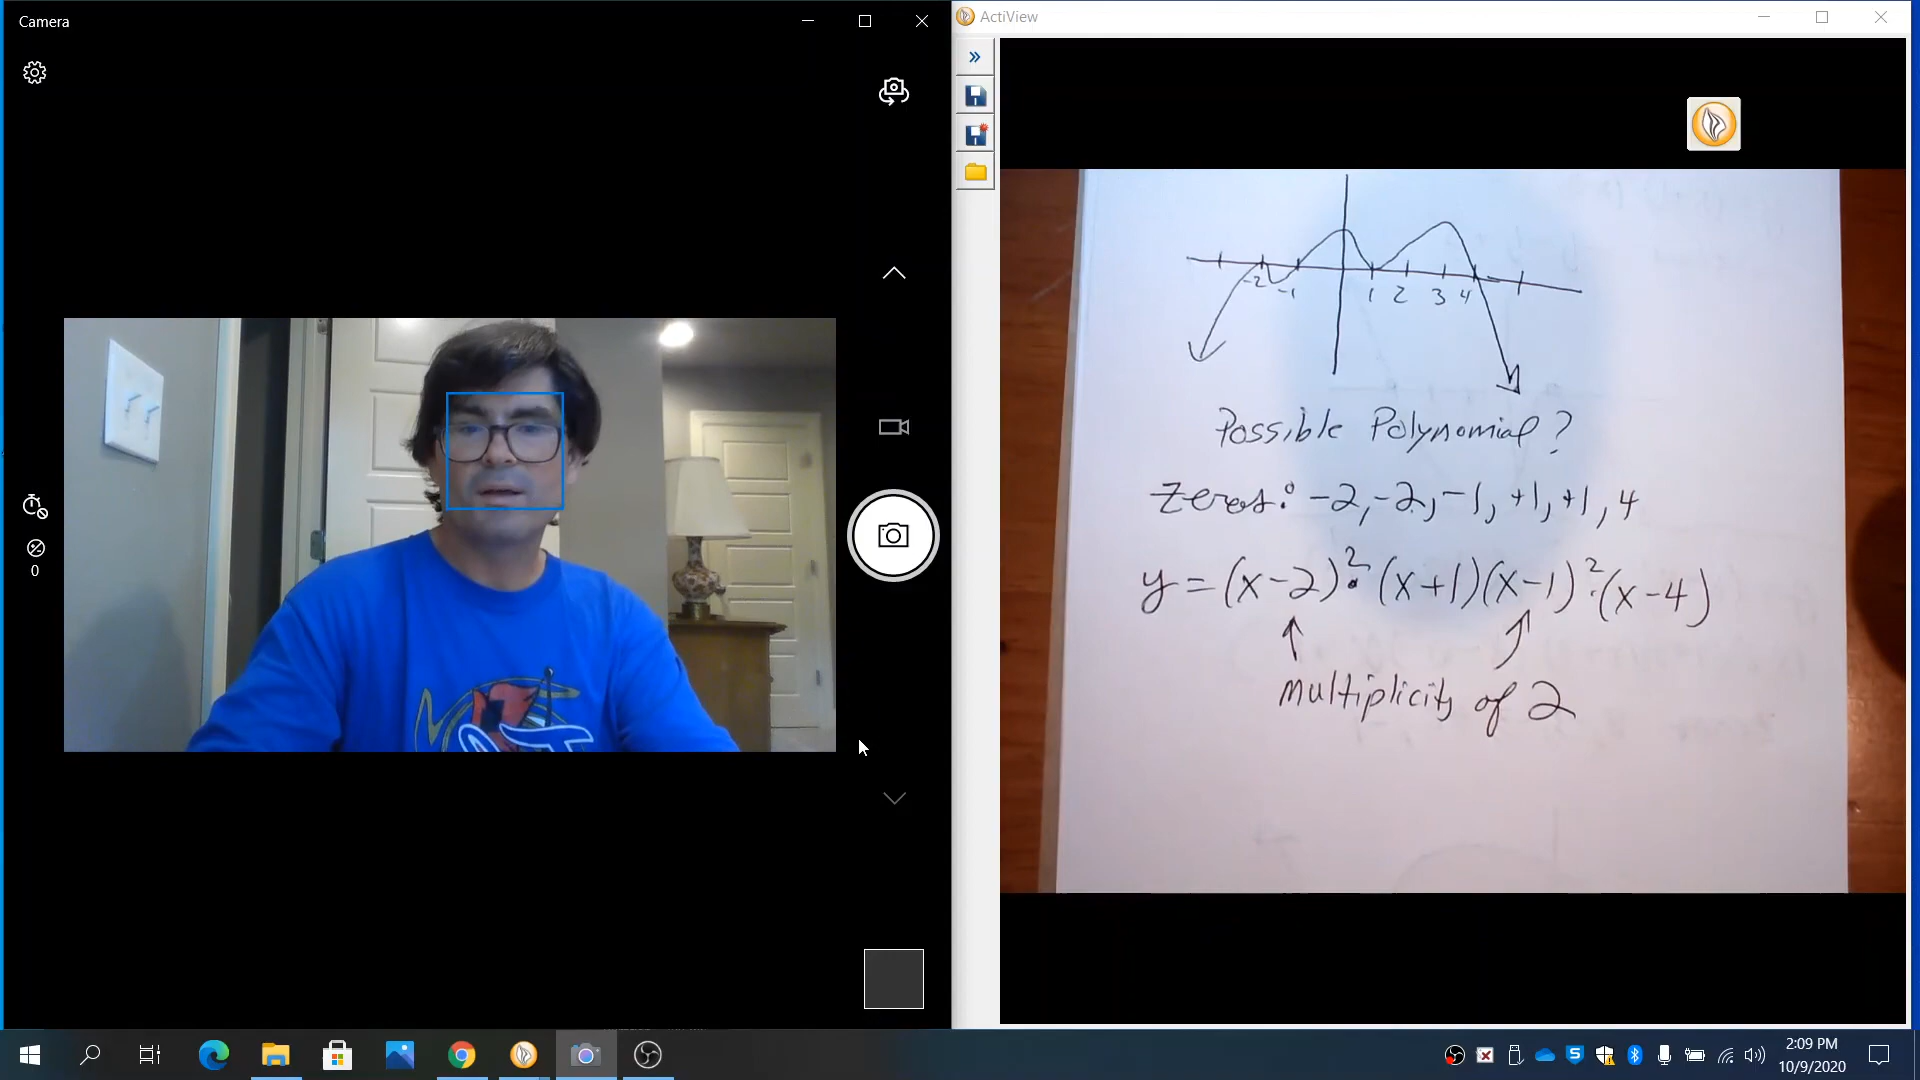 Camera
ActiView
0
-2 -1 1 2 3 4
Possible Polynomial?
Zeros: -2, -2, -1, +1, +1, 4
y = (x-2)²·(x+1)(x-1)²·(x-4)
multiplicity of 2
2:09 PM
10/9/2020